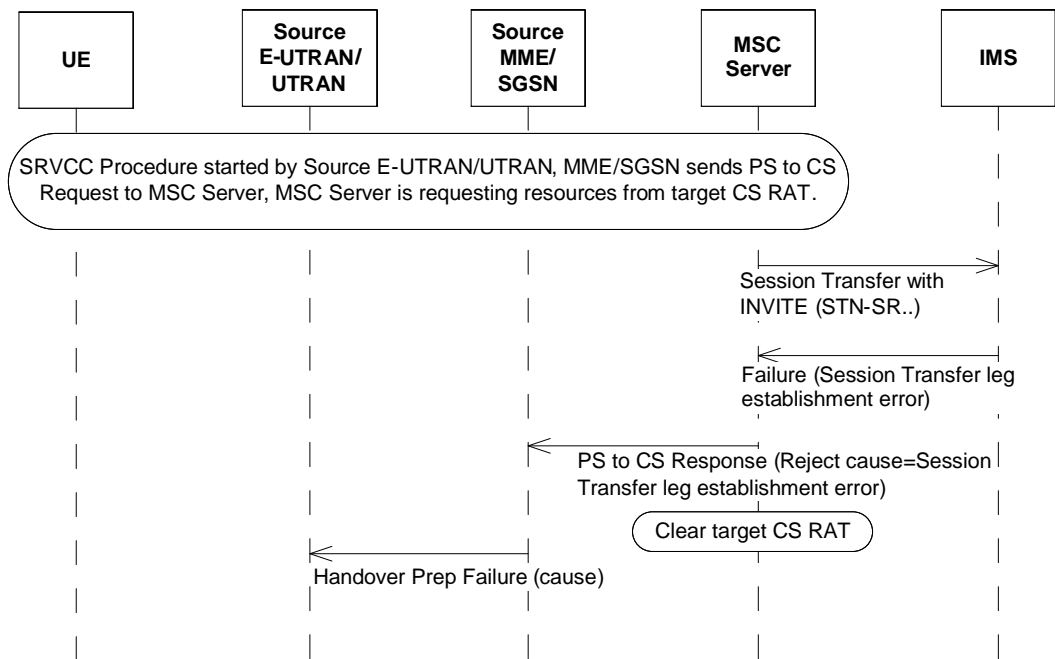 UE
Source
E-UTRAN/
UTRAN
Source
MME/
SGSN
MSC
Server
IMS
SRVCC Procedure started by Source E-UTRAN/UTRAN, MME/SGSN sends PS to CS
Request to MSC Server, MSC Server is requesting resources from target CS RAT.
Session Transfer with
INVITE (STN-SR..)
Failure (Session Transfer leg
establishment error)
PS to CS Response (Reject cause=Session
Transfer leg establishment error)
Clear target CS RAT
Handover Prep Failure (cause)